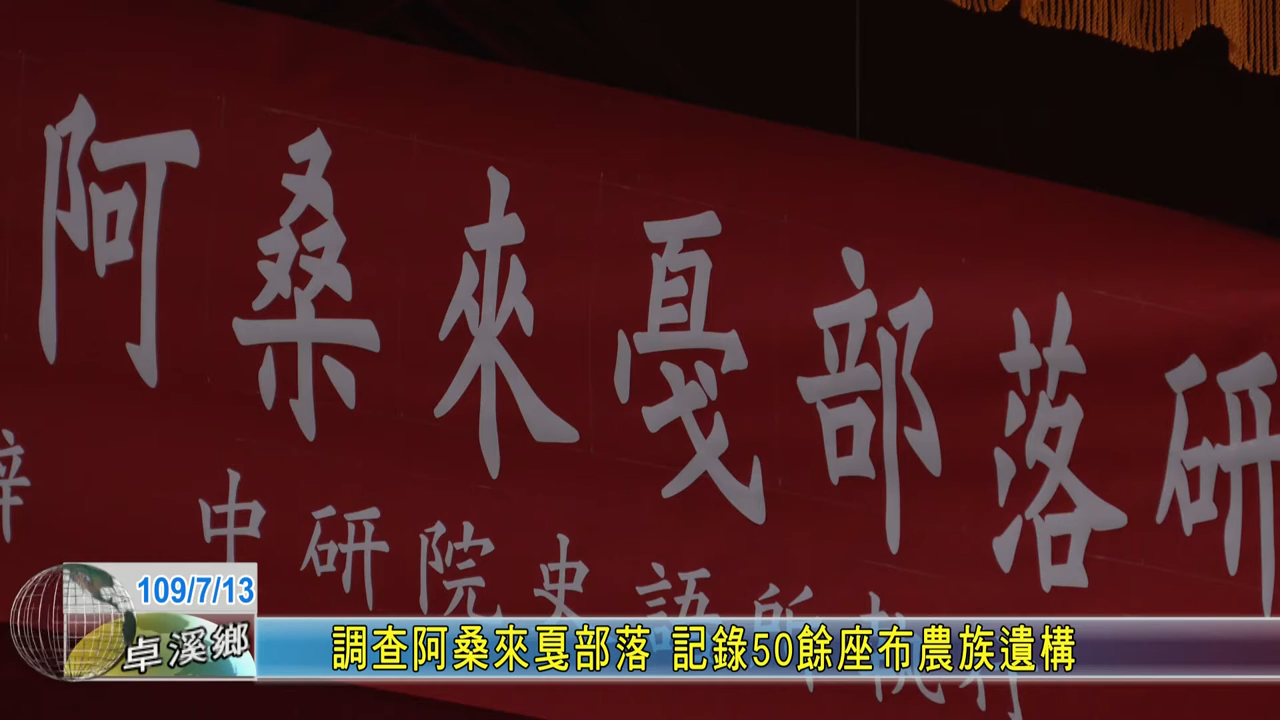 阿桑來戛部落研
中研院史語所執行
109/7/13
卓溪鄉
調查阿桑來戛部落 記錄50餘座布農族遺構